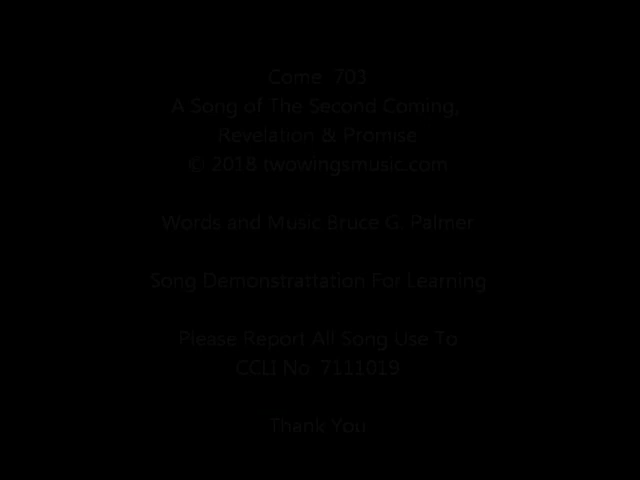 Come 703
A Song of The Second Coming,
Revelation & Promise
© 2018 twowingsmusic.com
Words and Music Bruce G. Palmer
Song Demonstrattation For Learning
Please Report All Song Use To
CCLI No. 7111019
Thank You